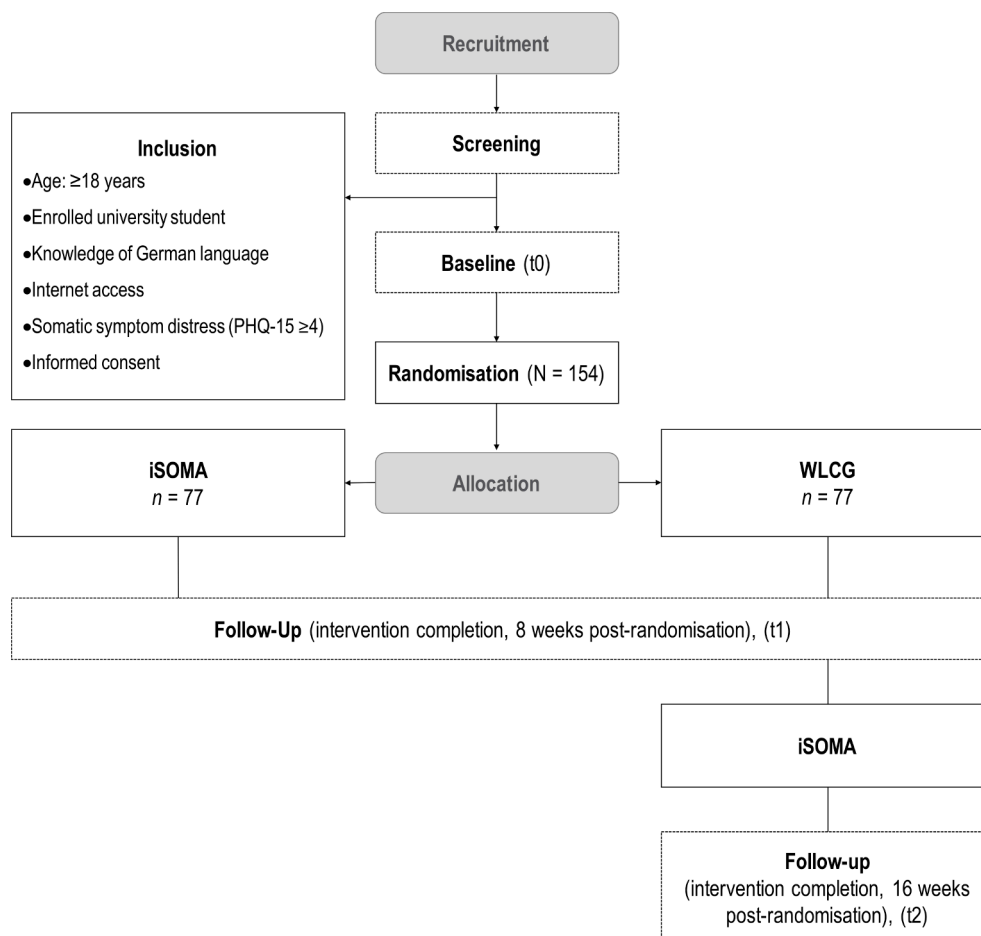 Recruitment
Screening
Inclusion
•Age: ≥18 years
•Enrolled university student
•Knowledge of German language
•Internet access
•Somatic symptom distress (PHQ-15 ≥4)
•Informed consent
Baseline (t0)
Randomisation (N = 154)
iSOMA
n = 77
Allocation
WLCG
n = 77
Follow-Up (intervention completion, 8 weeks post-randomisation), (t1)
iSOMA
Follow-up
(intervention completion, 16 weeks
post-randomisation), (t2)